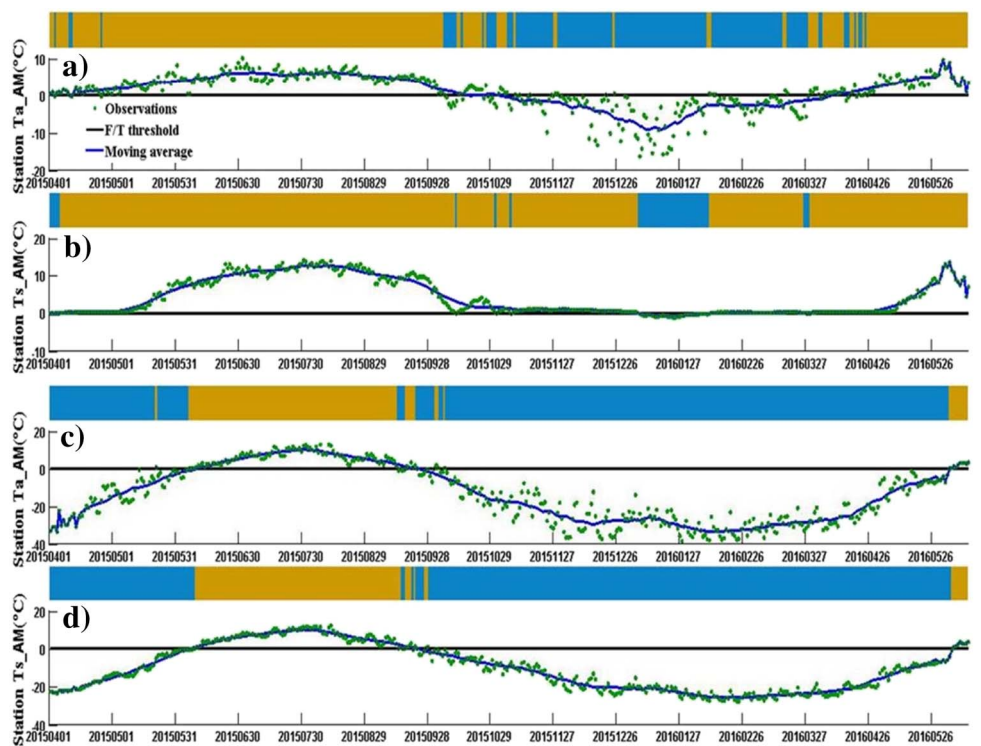 a)
Station Ta_AM(°C)
10
0
-10
-20
Observations
F/T threshold
Moving average
20150401 20150501 20150531 20150630 20150730 20150829 20150928 20151029 20151127 20151226 20160127 20160226 20160327 20160426 20160526
b)
Station Ts_AM(°C)
20
10
0
-10
20150401 20150501 20150531 20150630 20150730 20150829 20150928 20151029 20151127 20151226 20160127 20160226 20160327 20160426 20160526
c)
Station Ta_AM(°C)
20
0
-20
-40
20150401 20150501 20150531 20150630 20150730 20150829 20150928 20151029 20151127 20151226 20160127 20160226 20160327 20160426 20160526
d)
Station Ts_AM(°C)
20
0
-20
-40
20150401 20150501 20150531 20150630 20150730 20150829 20150928 20151029 20151127 20151226 20160127 20160226 20160327 20160426 20160526